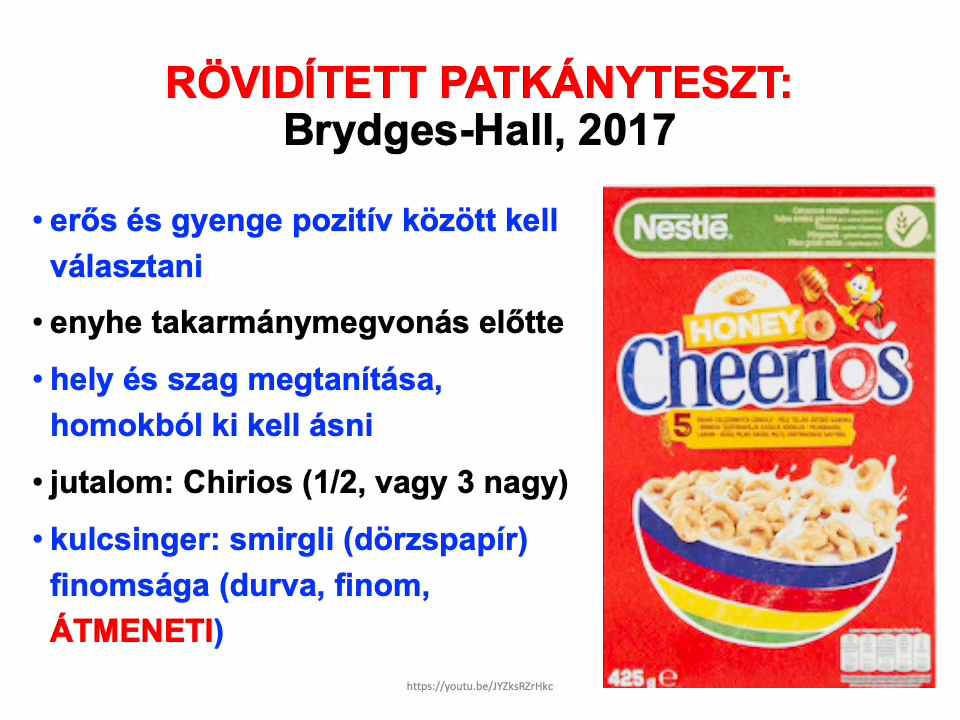 RÖVIDÍTETT PATKÁNYTESZT:
Brydges-Hall, 2017
• erős és gyenge pozitív között kell
választani
• enyhe takarmánymegvonás előtte
• hely és szag megtanítása,
homokból ki kell ásni
• jutalom: Chirios (1/2, vagy 3 nagy)
• kulcsinger: smirgli (dörzspapír)
finomsága (durva, finom,
ÁTMENETI)
Nestlé.
DELICIOUS
HONEY
Cheerios
5
425g e
https://youtu.be/JYZksRZrHkc